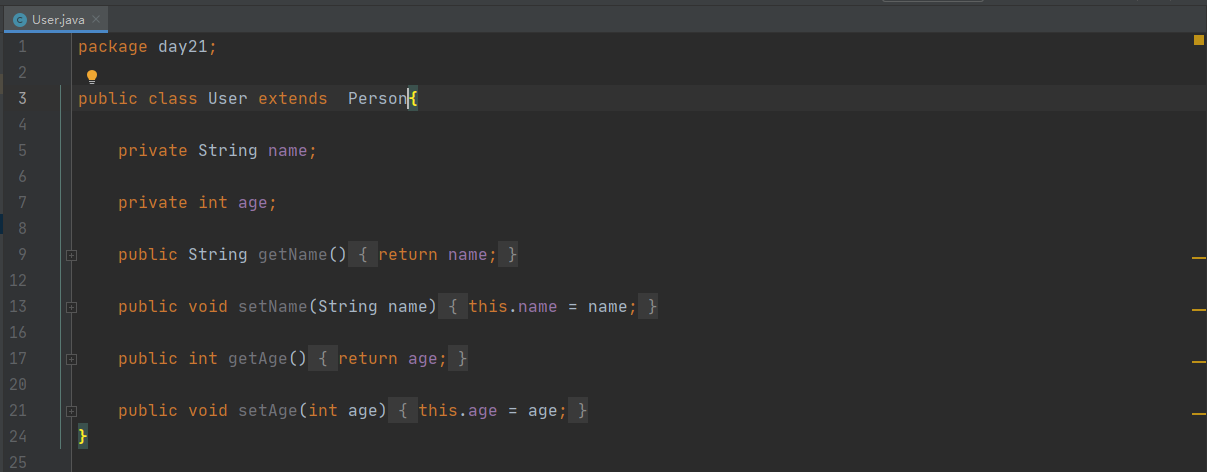 User.java
1 package day21;
2
3 public class User extends  Person{
4
5     private String name;
6
7     private int age;
8
9     public String getName() { return name; }
12
13     public void setName(String name) { this.name = name; }
16
17     public int getAge() { return age; }
20
21     public void setAge(int age) { this.age = age; }
24 }
25